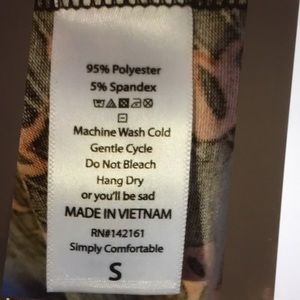 95% Polyester
5% Spandex
Machine Wash Cold
Gentle Cycle
Do Not Bleach
Hang Dry
or you'll be sad
MADE IN VIETNAM
RN#142161
Simply Comfortable
S